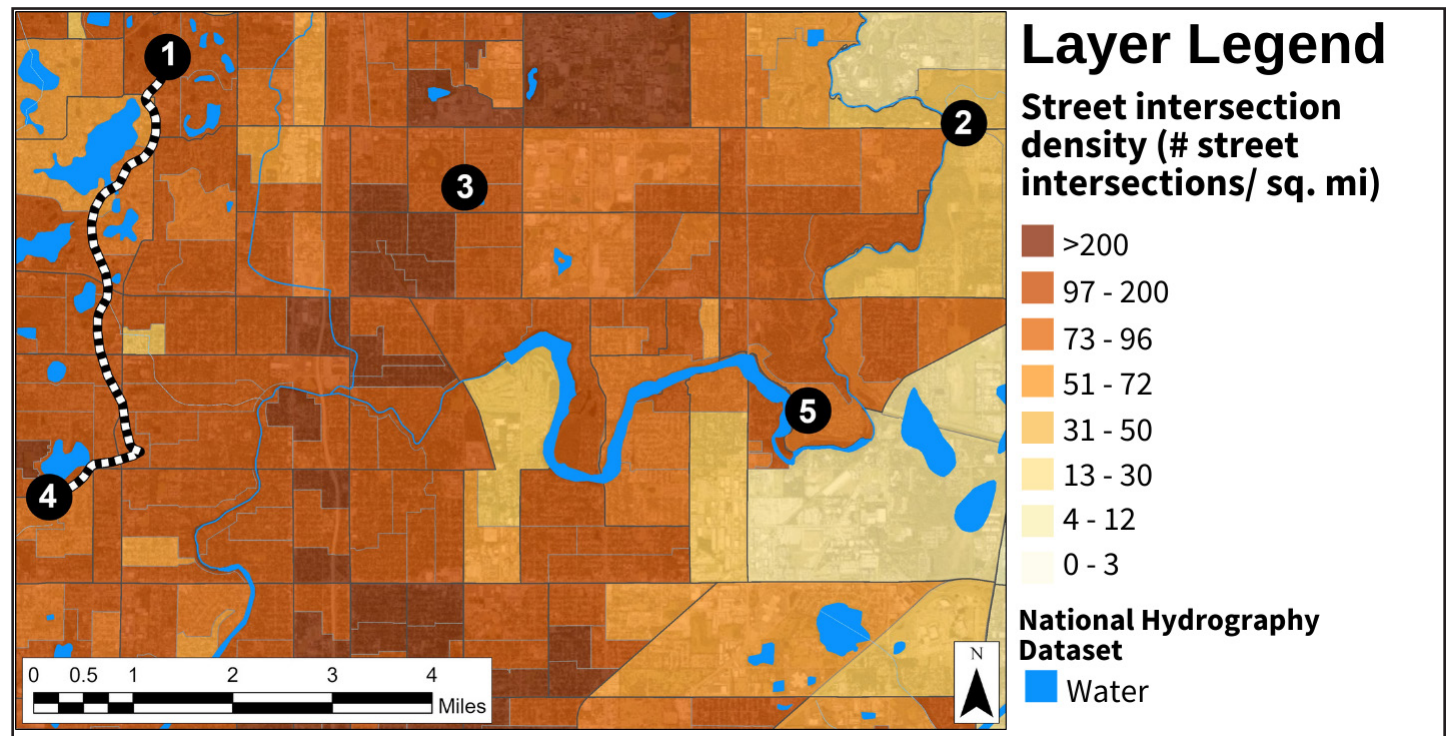 1
2
3
4
5
0 0.5 1 2 3 4
Miles
N
Layer Legend
Street intersection
density (# street
intersections/ sq. mi)
>200
97 - 200
73 - 96
51 - 72
31 - 50
13 - 30
4 - 12
0 - 3
National Hydrography
Dataset
Water